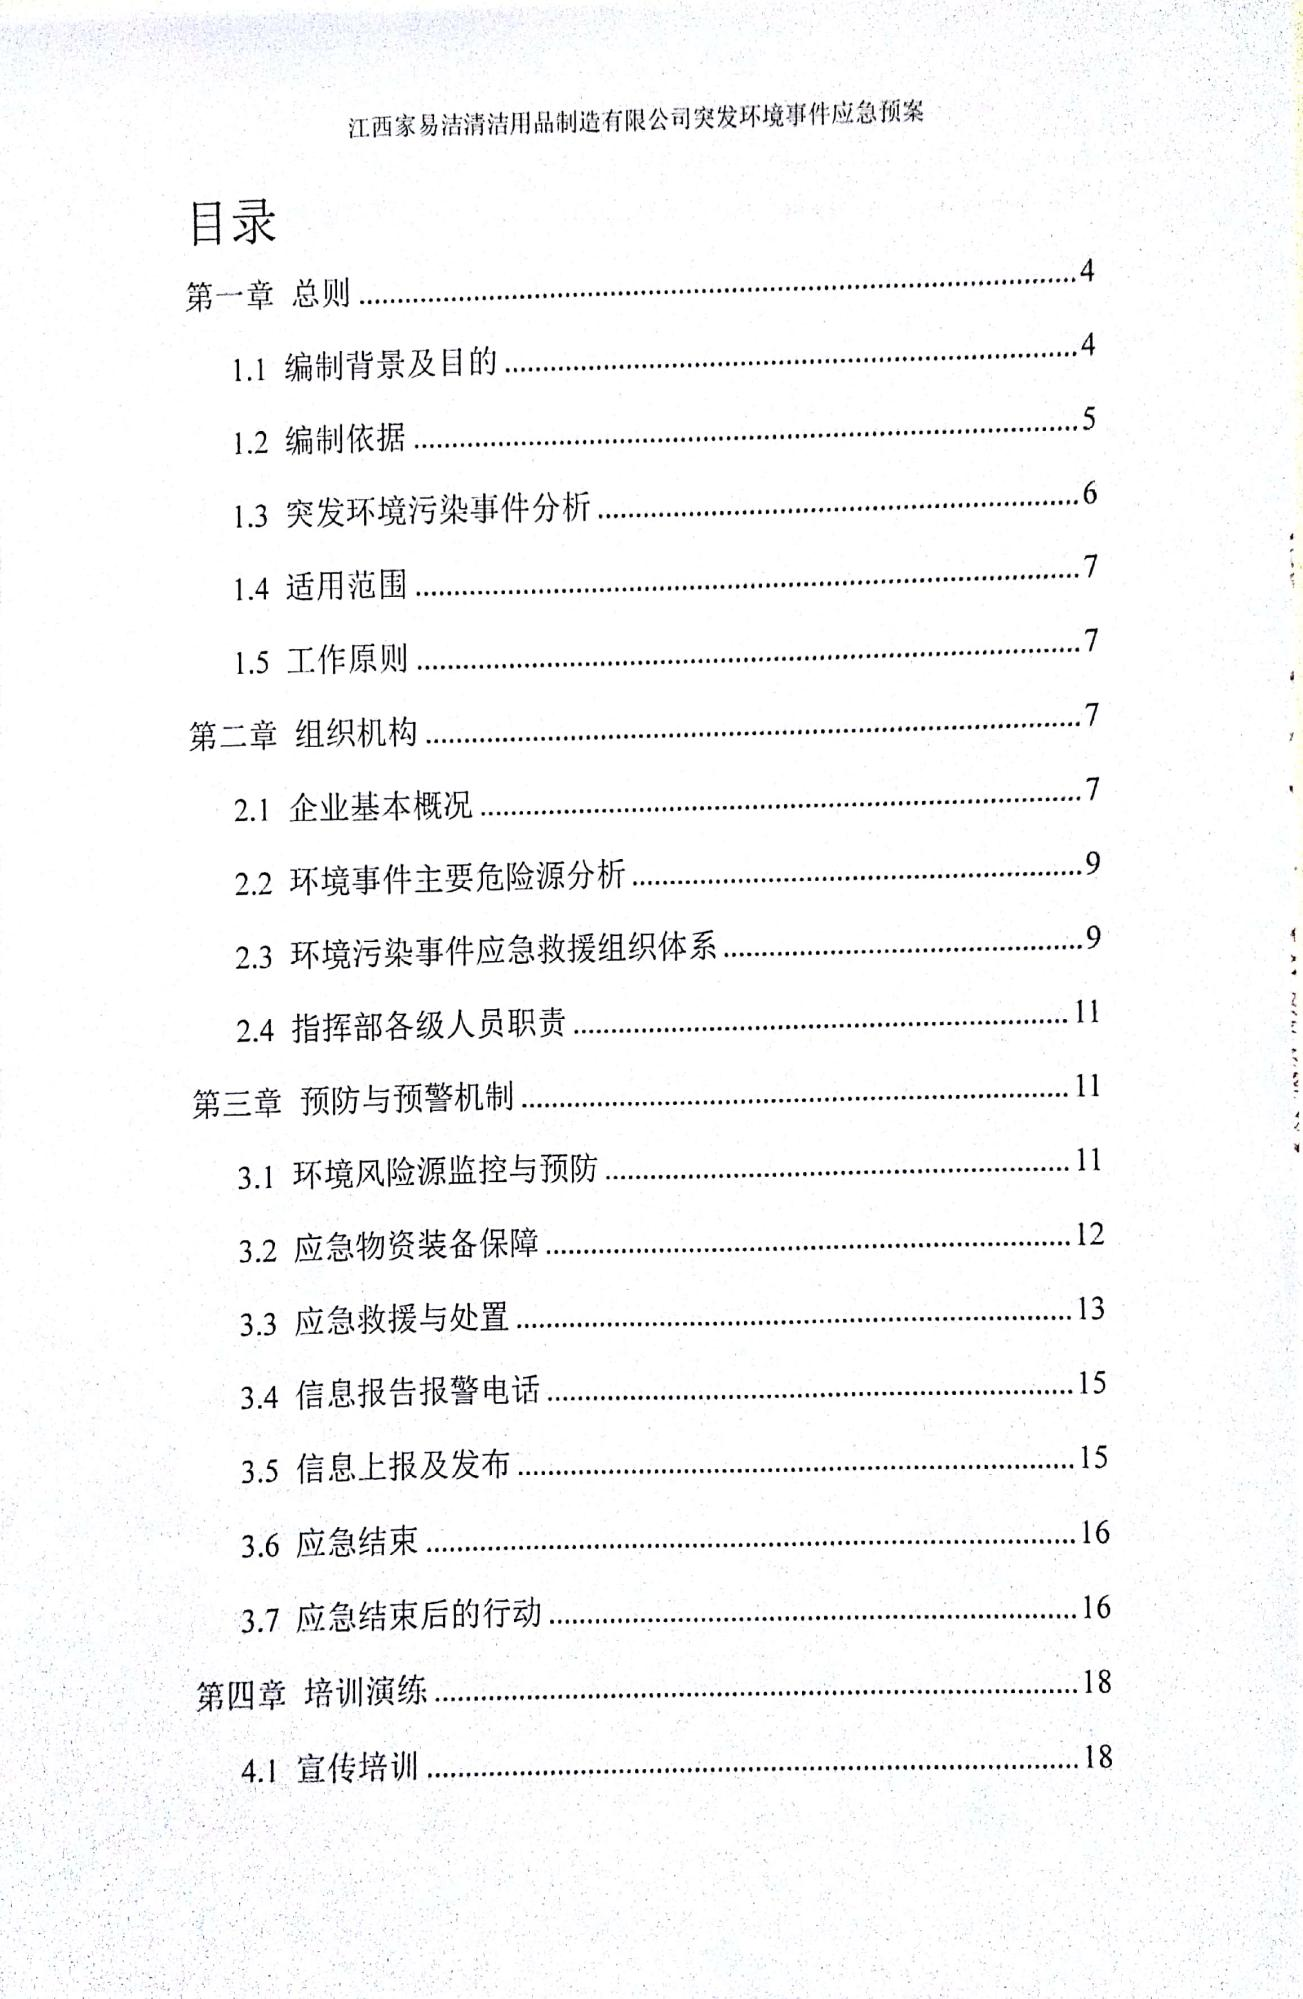 江西家易洁清洁用品制造有限公司突发环境事件应急预案
目录
第一章 总则........................4
1.1 编制背景及目的........................4
1.2 编制依据........................5
1.3 突发环境污染事件分析........................6
1.4 适用范围........................7
1.5 工作原则........................7
第二章 组织机构........................7
2.1 企业基本概况........................7
2.2 环境事件主要危险源分析........................9
2.3 环境污染事件应急救援组织体系........................9
2.4 指挥部各级人员职责........................11
第三章 预防与预警机制........................11
3.1 环境风险源监控与预防........................11
3.2 应急物资装备保障........................12
3.3 应急救援与处置........................13
3.4 信息报告报警电话........................15
3.5 信息上报及发布........................15
3.6 应急结束........................16
3.7 应急结束后的行动........................16
第四章 培训演练........................18
4.1 宣传培训........................18